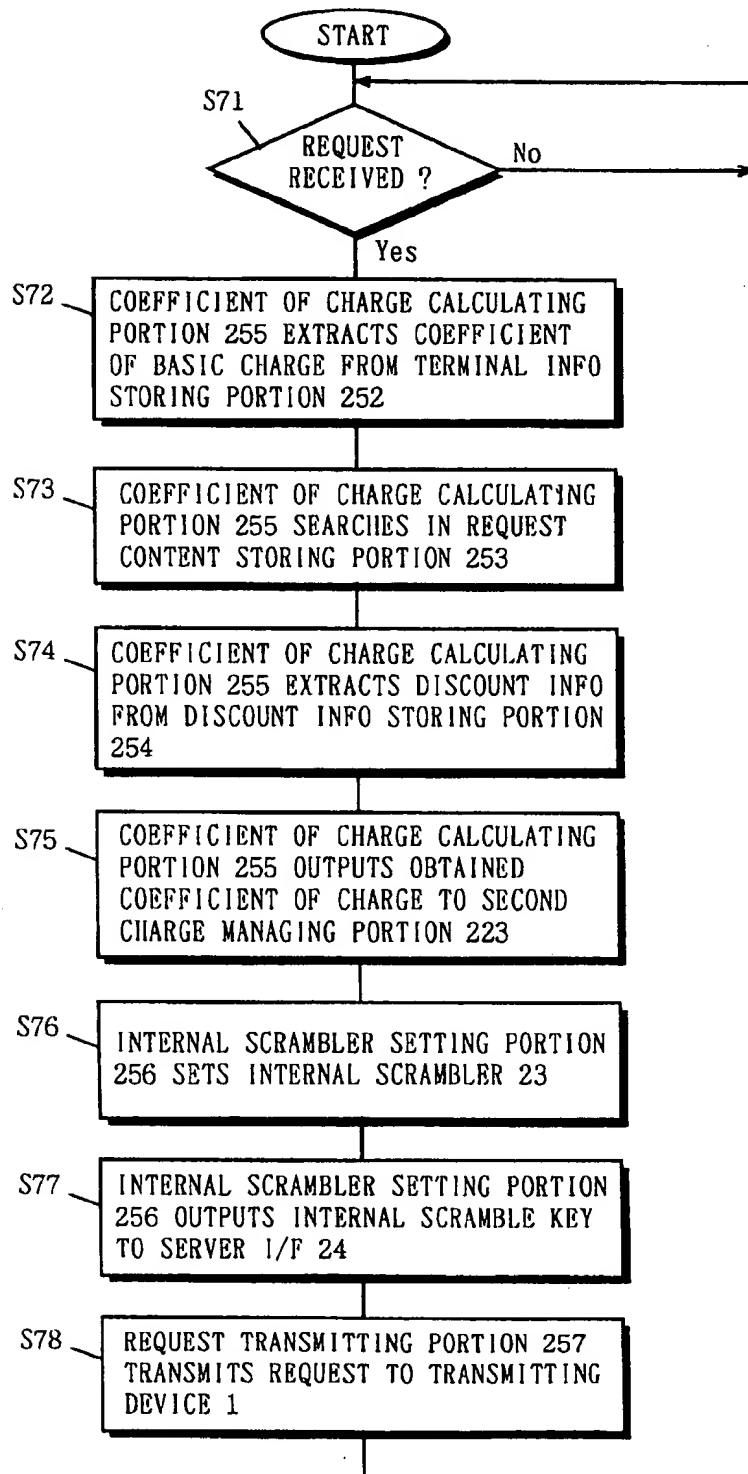 START
S71
REQUEST
RECEIVED ?
No
Yes
S72
COEFFICIENT OF CHARGE CALCULATING
PORTION 255 EXTRACTS COEFFICIENT
OF BASIC CHARGE FROM TERMINAL INFO
STORING PORTION 252
S73
COEFFICIENT OF CHARGE CALCULATING
PORTION 255 SEARCHES IN REQUEST
CONTENT STORING PORTION 253
S74
COEFFICIENT OF CHARGE CALCULATING
PORTION 255 EXTRACTS DISCOUNT INFO
FROM DISCOUNT INFO STORING PORTION
254
S75
COEFFICIENT OF CHARGE CALCULATING
PORTION 255 OUTPUTS OBTAINED
COEFFICIENT OF CHARGE TO SECOND
CHARGE MANAGING PORTION 223
S76
INTERNAL SCRAMBLER SETTING PORTION
256 SETS INTERNAL SCRAMBLER 23
S77
INTERNAL SCRAMBLER SETTING PORTION
256 OUTPUTS INTERNAL SCRAMBLE KEY
TO SERVER I/F 24
S78
REQUEST TRANSMITTING PORTION 257
TRANSMITS REQUEST TO TRANSMITTING
DEVICE 1